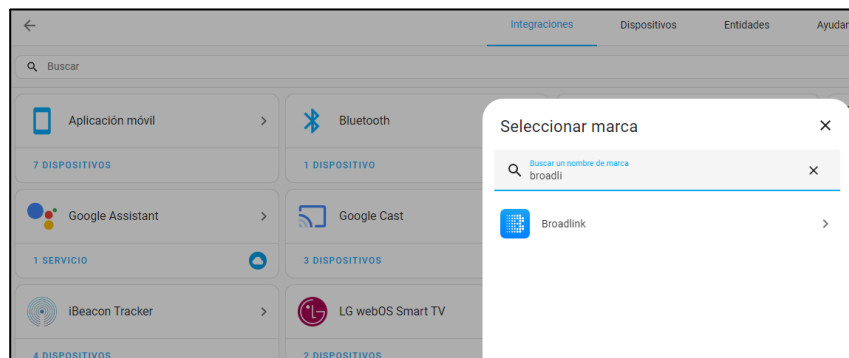 Integraciones Dispositivos Entidades Ayudan
Buscar
Aplicación móvil
7 DISPOSITIVOS
Bluetooth
1 DISPOSITIVO
Google Assistant
1 SERVICIO
Google Cast
3 DISPOSITIVOS
iBeacon Tracker
4 DISPOSITIVOS
LG webOS Smart TV
2 DISPOSITIVOS
Seleccionar marca
Buscar un nombre de marca
broadli
Broadlink